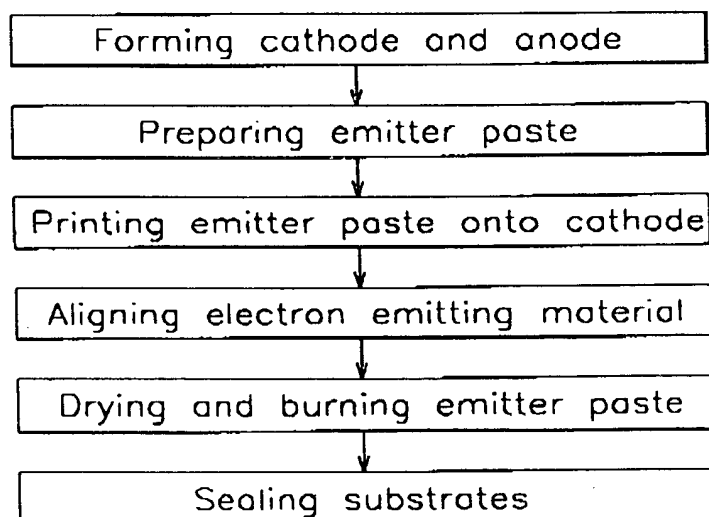 Forming cathode and anode
Preparing emitter paste
Printing emitter paste onto cathode
Aligning electron emitting material
Drying and burning emitter paste
Sealing substrates